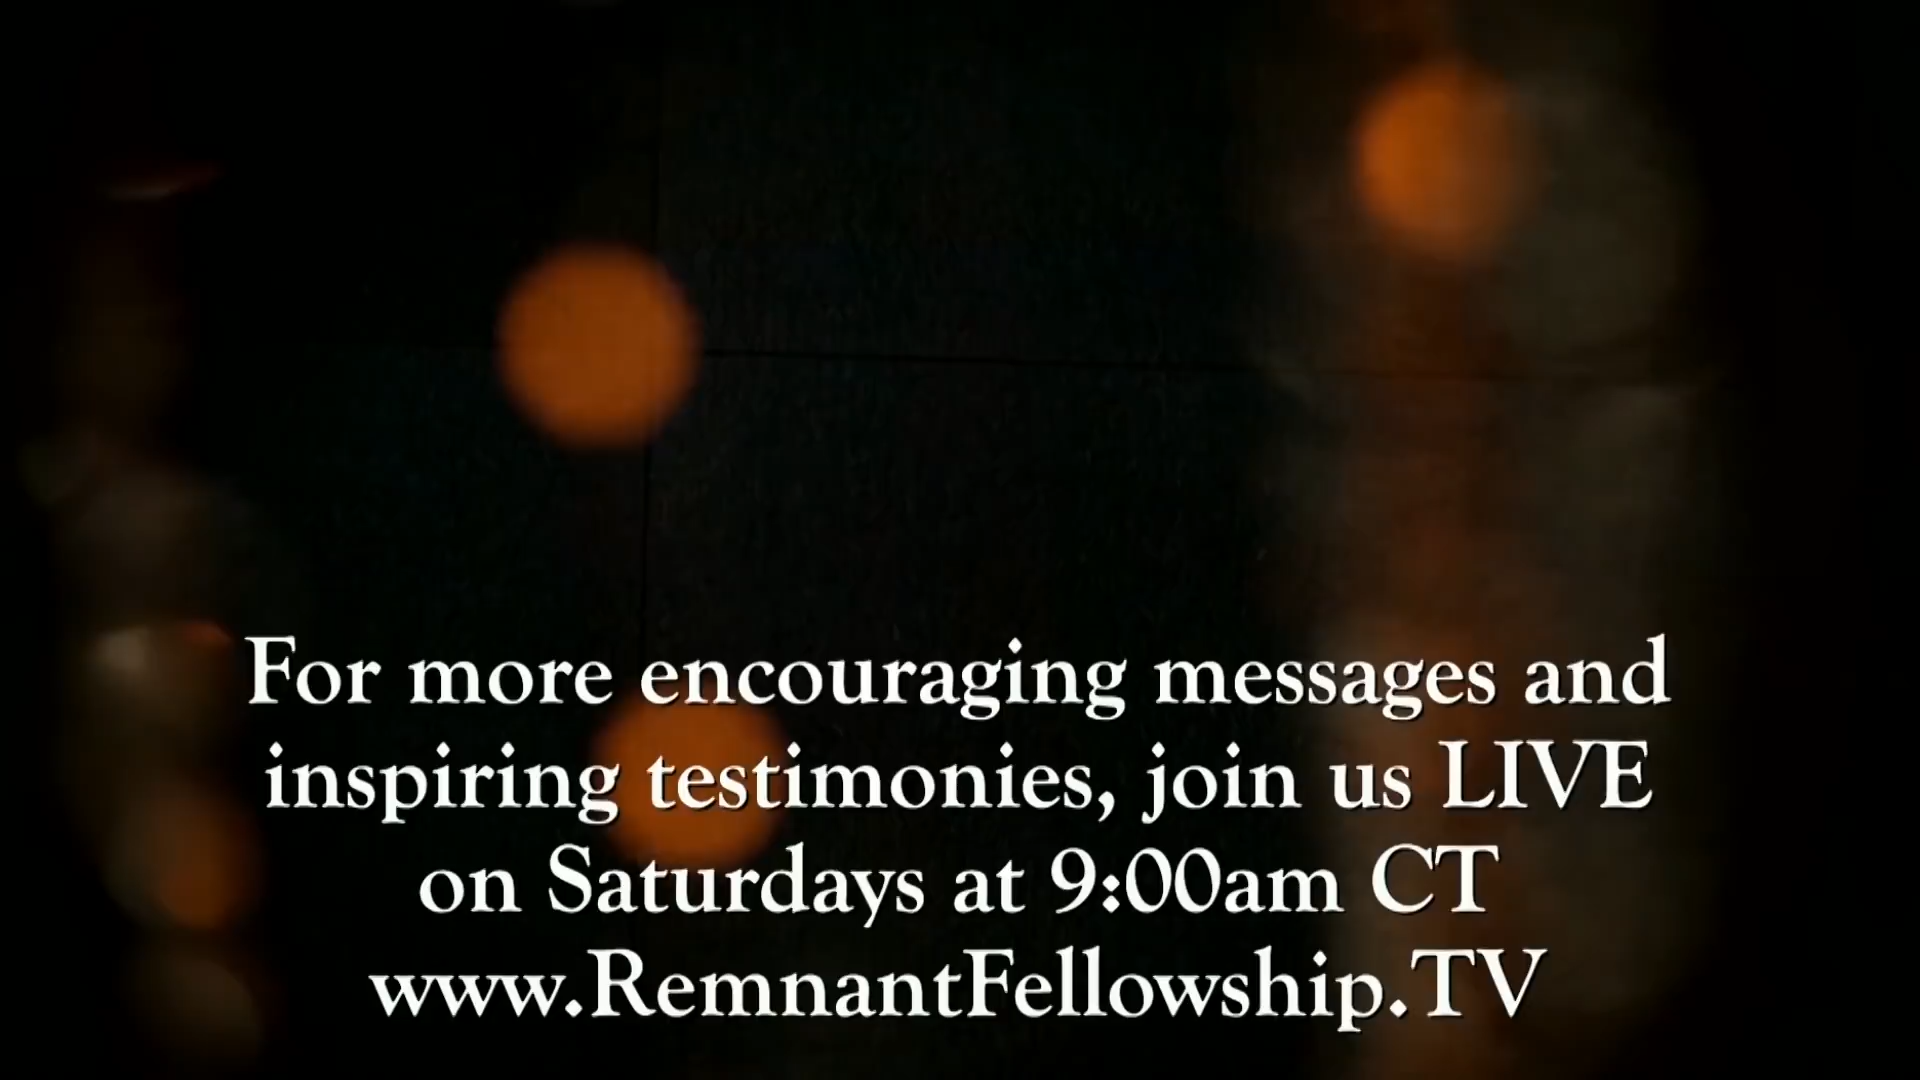 For more encouraging messages and
inspiring testimonies, join us LIVE
on Saturdays at 9:00am CT
www.RemnantFellowship.TV